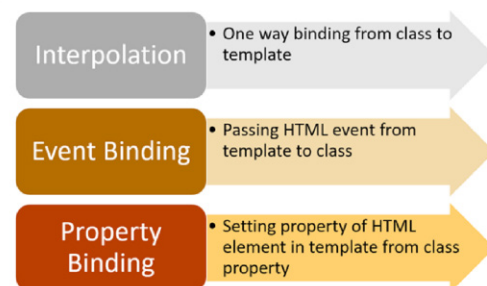 Interpolation
• One way binding from class to
template
Event Binding
• Passing HTML event from
template to class
Property
Binding
• Setting property of HTML
element in template from class
property